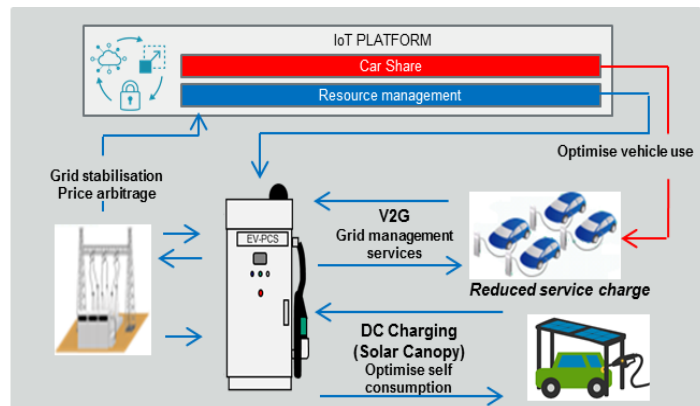 IoT PLATFORM
Car Share
Resource management
Optimise vehicle use
Grid stabilisation
Price arbitrage
EV-PCS
V2G
Grid management
services
Reduced service charge
DC Charging
(Solar Canopy)
Optimise self
consumption